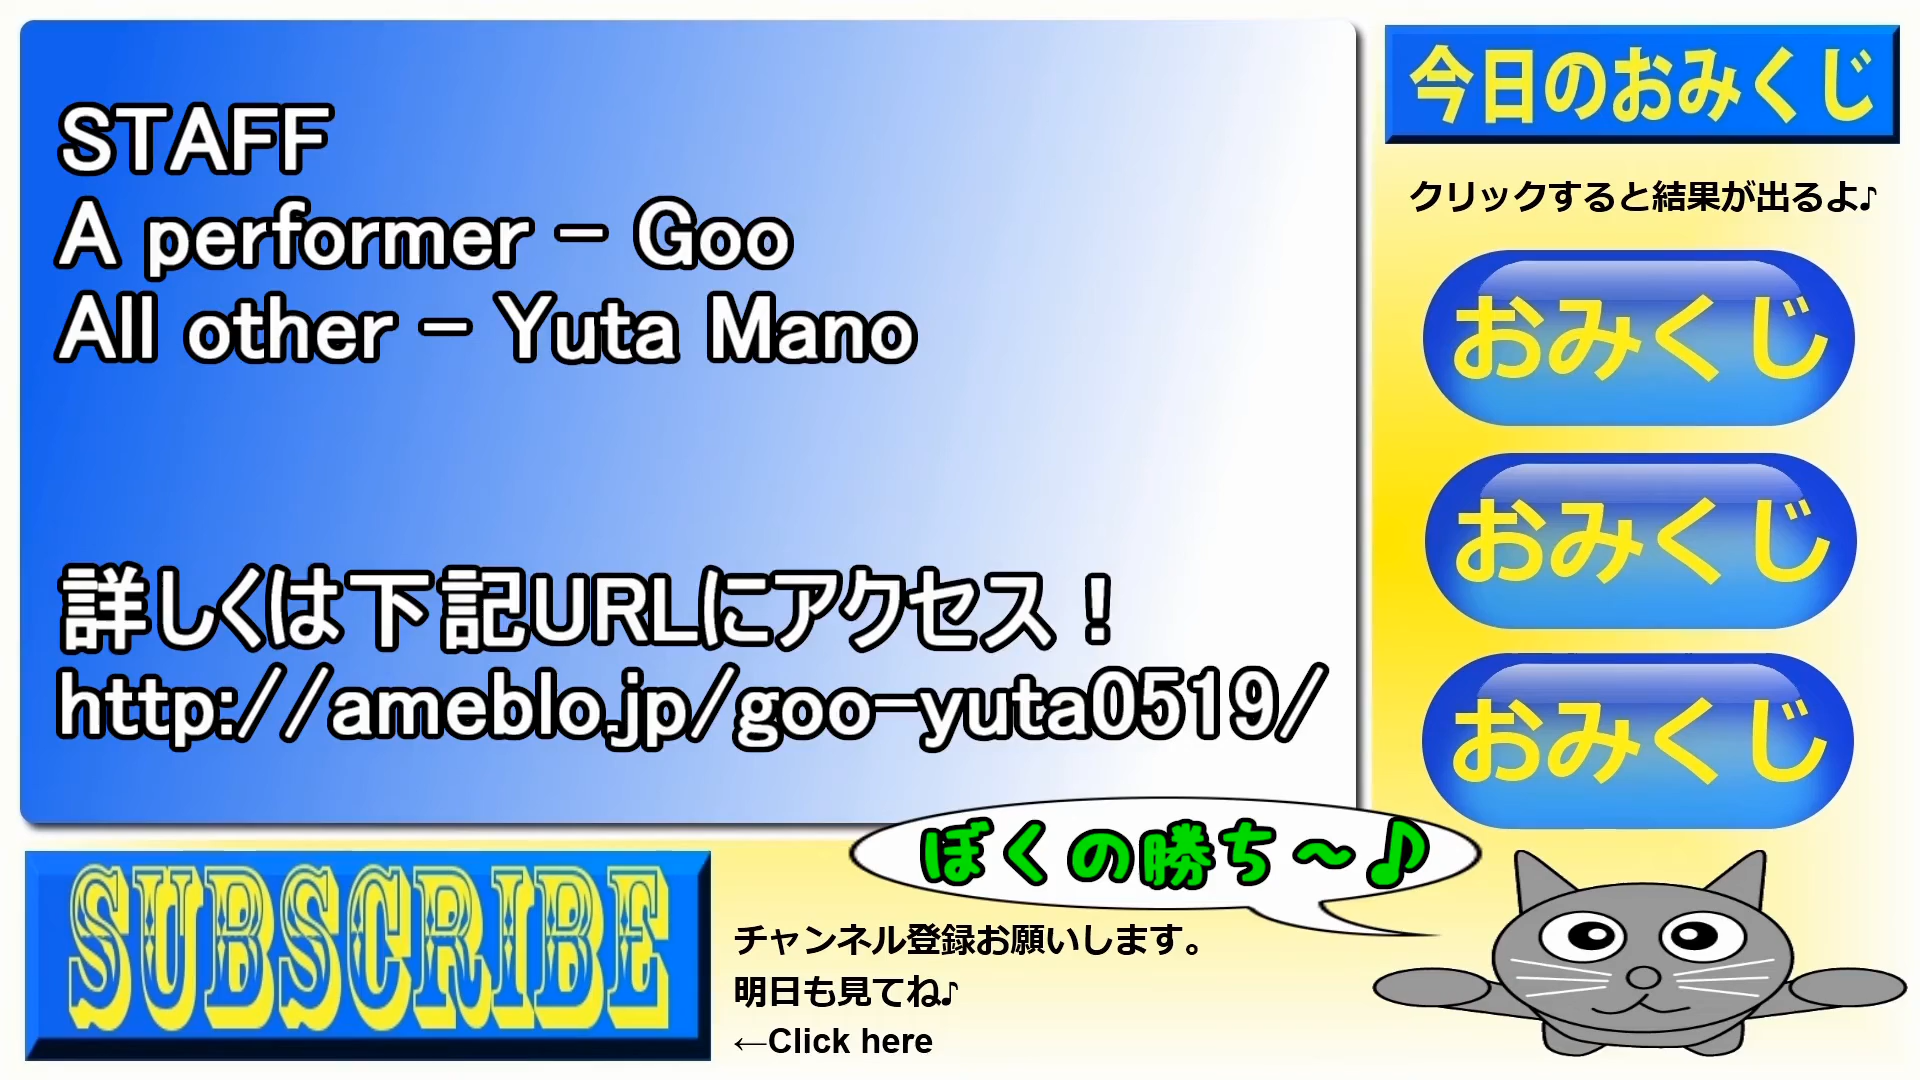 STAFF
A performer － Goo
All other － Yuta Mano
詳しくは下記URLにアクセス！
http://ameblo.jp/goo-yuta0519/
今日のおみくじ
クリックすると結果が出るよ♪
おみくじ
おみくじ
おみくじ
ぼくの勝ち～♪
SUBSCRIBE
チャンネル登録お願いします。
明日も見てね♪
←Click here